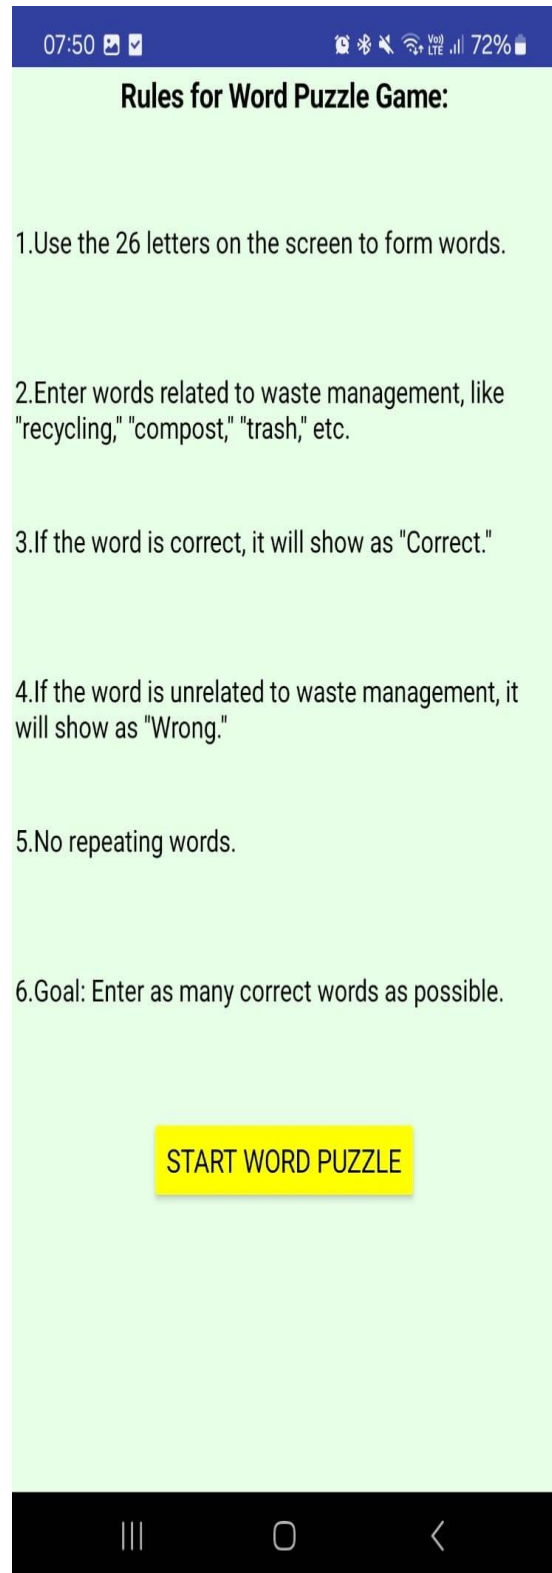 07:50
Vo)) LTE 72%
Rules for Word Puzzle Game:
1.Use the 26 letters on the screen to form words.
2.Enter words related to waste management, like
"recycling," "compost," "trash," etc.
3.If the word is correct, it will show as "Correct."
4.If the word is unrelated to waste management, it
will show as "Wrong."
5.No repeating words.
6.Goal: Enter as many correct words as possible.
START WORD PUZZLE